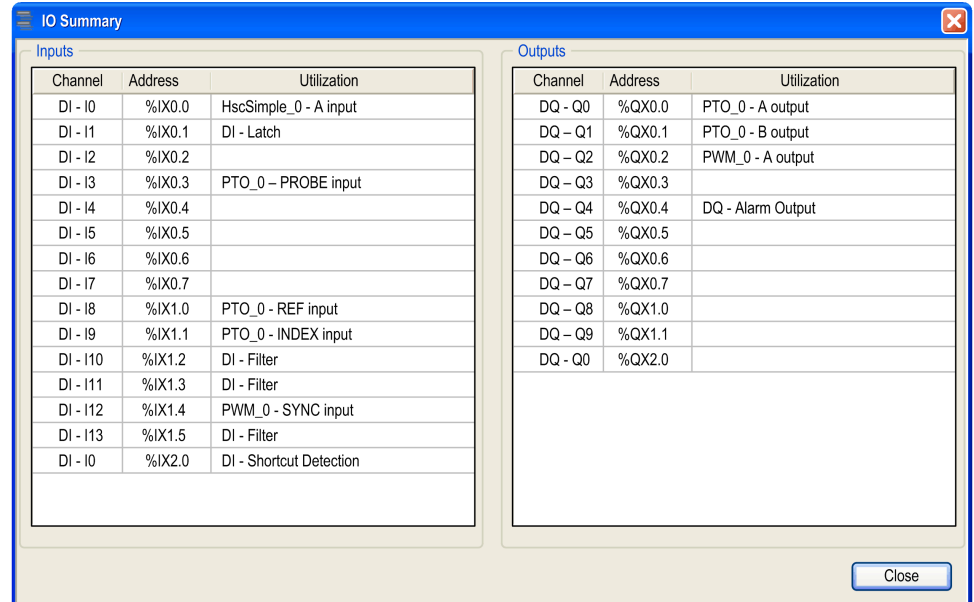 IO Summary
Inputs
Channel Address Utilization
DI - I0 %IX0.0 HscSimple_0 - A input
DI - I1 %IX0.1 DI - Latch
DI - I2 %IX0.2
DI - I3 %IX0.3 PTO_0 – PROBE input
DI - I4 %IX0.4
DI - I5 %IX0.5
DI - I6 %IX0.6
DI - I7 %IX0.7
DI - I8 %IX1.0 PTO_0 - REF input
DI - I9 %IX1.1 PTO_0 - INDEX input
DI - I10 %IX1.2 DI - Filter
DI - I11 %IX1.3 DI - Filter
DI - I12 %IX1.4 PWM_0 - SYNC input
DI - I13 %IX1.5 DI - Filter
DI - I0 %IX2.0 DI - Shortcut Detection
Outputs
Channel Address Utilization
DQ - Q0 %QX0.0 PTO_0 - A output
DQ – Q1 %QX0.1 PTO_0 - B output
DQ – Q2 %QX0.2 PWM_0 - A output
DQ – Q3 %QX0.3
DQ – Q4 %QX0.4 DQ - Alarm Output
DQ – Q5 %QX0.5
DQ – Q6 %QX0.6
DQ – Q7 %QX0.7
DQ – Q8 %QX1.0
DQ – Q9 %QX1.1
DQ - Q0 %QX2.0
Close